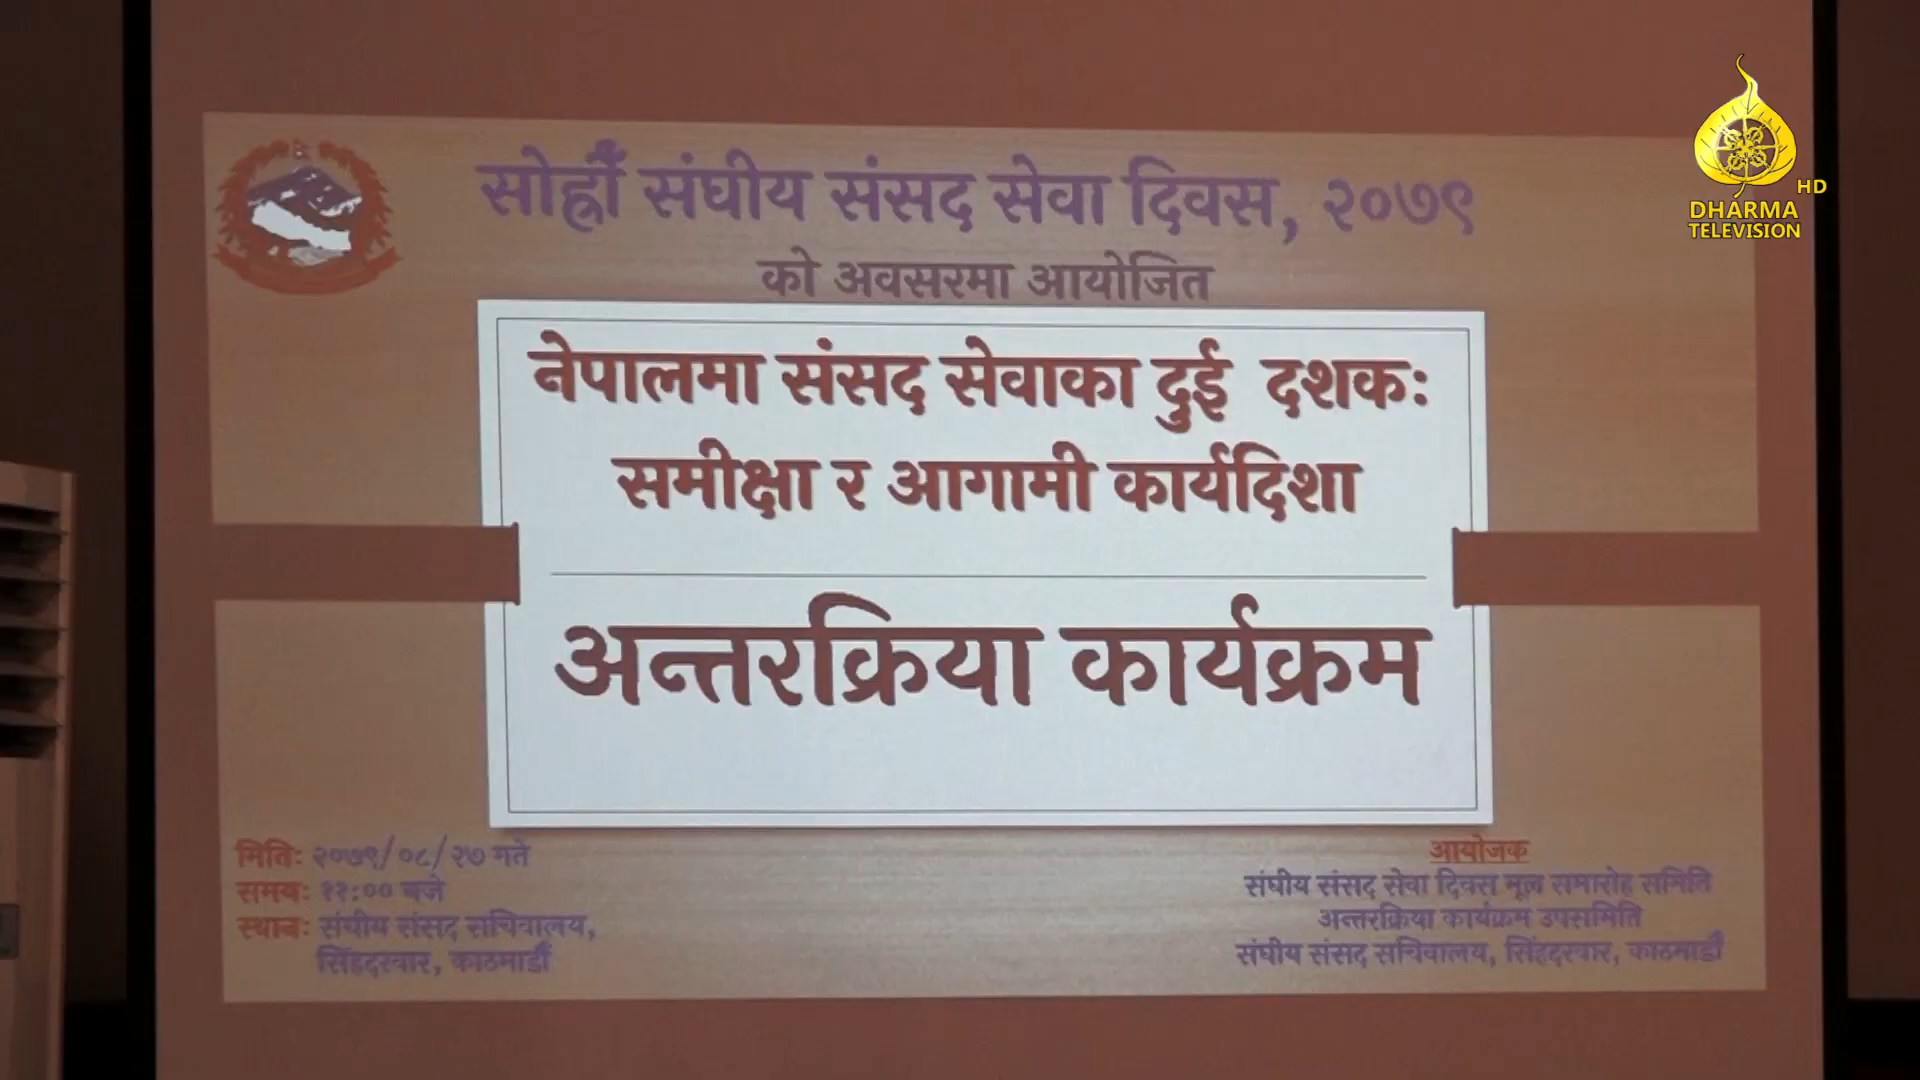 सोह्रौँ संघीय संसद सेवा दिवस, २०७९
को अवसरमा आयोजित
नेपालमा संसद सेवाका दुई दशकः
समीक्षा र आगामी कार्यदिशा
अन्तरक्रिया कार्यक्रम
मितिः २०७९/०८/२७ गते
समयः ११:०० बजे
स्थानः संघीय संसद सचिवालय,
सिंहदरवार, काठमाडौँ
आयोजक
संघीय संसद सेवा दिवस मूल समारोह समिति
अन्तरक्रिया कार्यक्रम उपसमिति
संघीय संसद सचिवालय, सिंहदरवार, काठमाडौँ
HD
DHARMA
TELEVISION